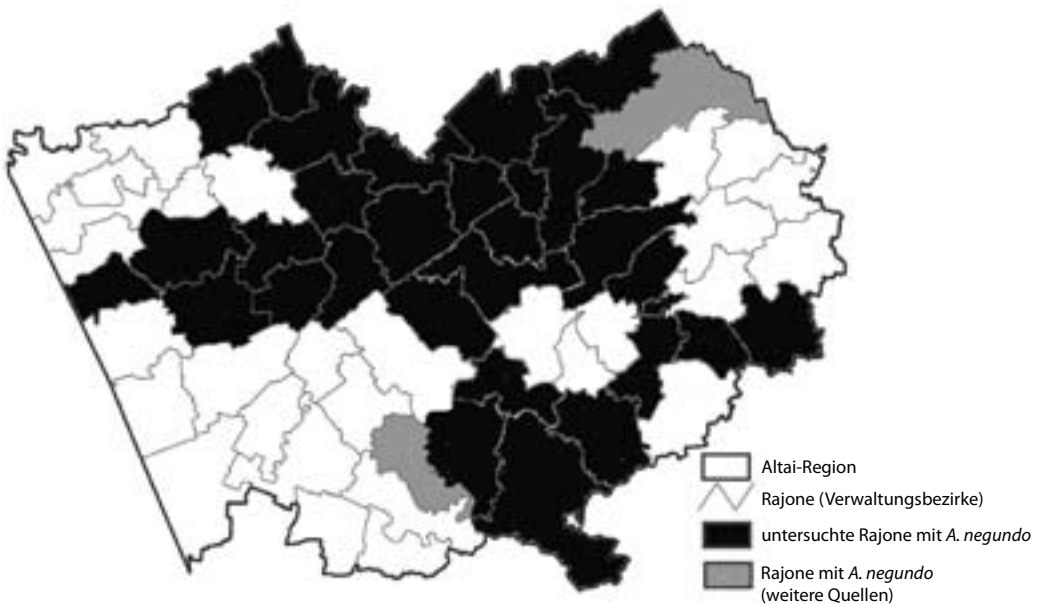 Altai-Region
Rajone (Verwaltungsbezirke)
untersuchte Rajone mit A. negundo
Rajone mit A. negundo
(weitere Quellen)